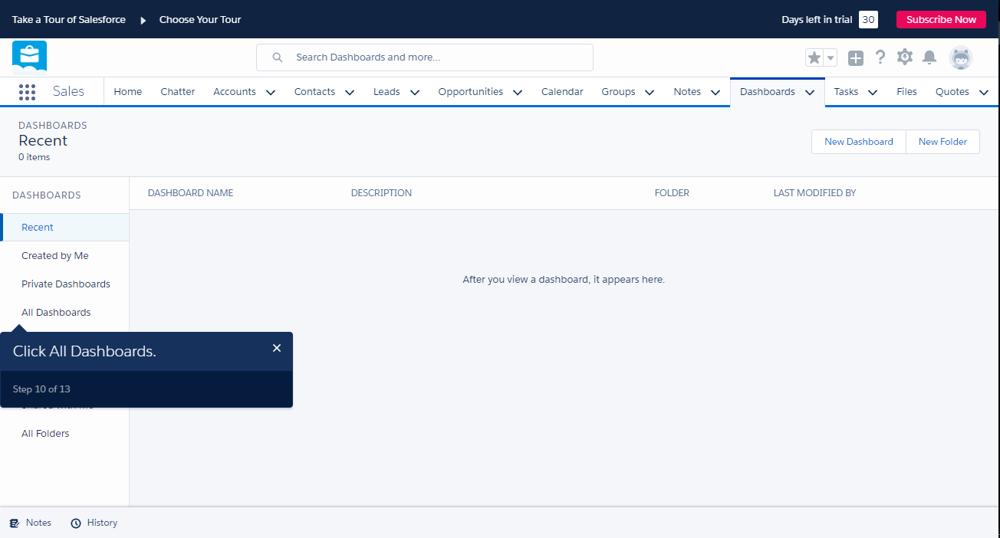 Take a Tour of Salesforce Choose Your Tour Days left in trial 30 Subscribe Now
Search Dashboards and more...
Sales Home Chatter Accounts Contacts Leads Opportunities Calendar Groups Notes Dashboards Tasks Files Quotes
DASHBOARDS
Recent
0 items
New Dashboard New Folder
DASHBOARDS
DASHBOARD NAME DESCRIPTION FOLDER LAST MODIFIED BY
Recent
Created by Me
Private Dashboards
All Dashboards
After you view a dashboard, it appears here.
Click All Dashboards.
Step 10 of 13
All Folders
Notes History